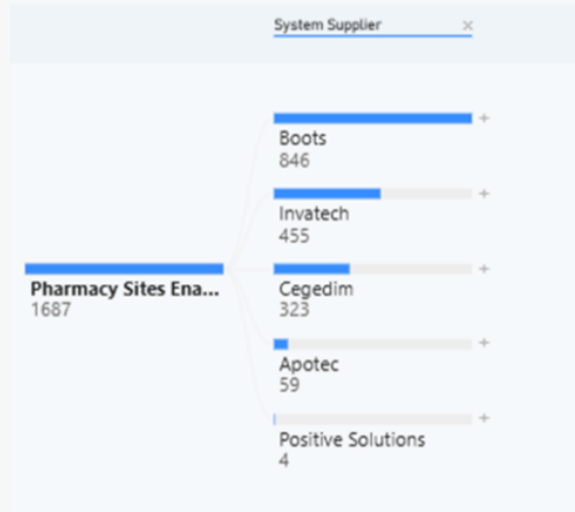 System Supplier ×
Boots
846
Invatech
455
Pharmacy Sites Ena...
1687
Cegedim
323
Apotec
59
Positive Solutions
4